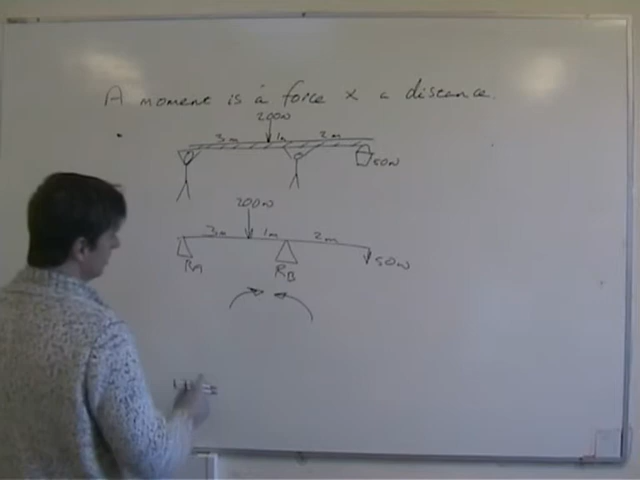 A moment is a force x a distance.
200N
3m 1m 2m
50N
200N
3m 1m 2m
50N
RA RB